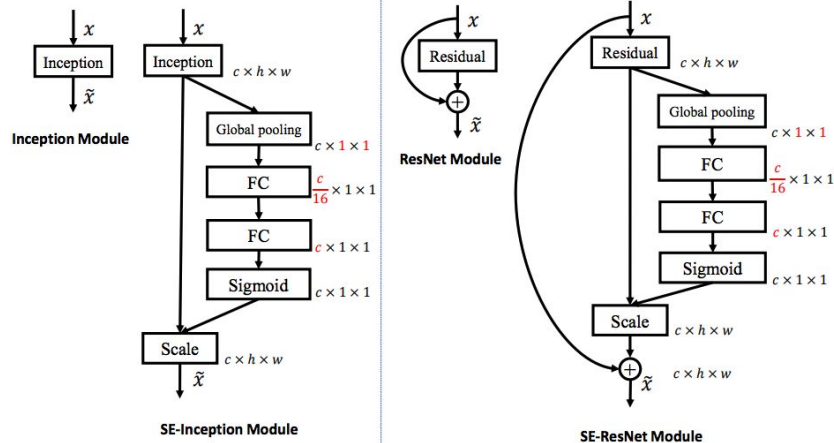 x
Inception
x̃
Inception Module
x
Inception
c × h × w
Global pooling
c × 1 × 1
FC
c/16 × 1 × 1
FC
c × 1 × 1
Sigmoid
c × 1 × 1
Scale
c × h × w
x̃
SE-Inception Module
x
Residual
+
x̃
ResNet Module
x
Residual
c × h × w
Global pooling
c × 1 × 1
FC
c/16 × 1 × 1
FC
c × 1 × 1
Sigmoid
c × 1 × 1
Scale
c × h × w
+
x̃
c × h × w
SE-ResNet Module